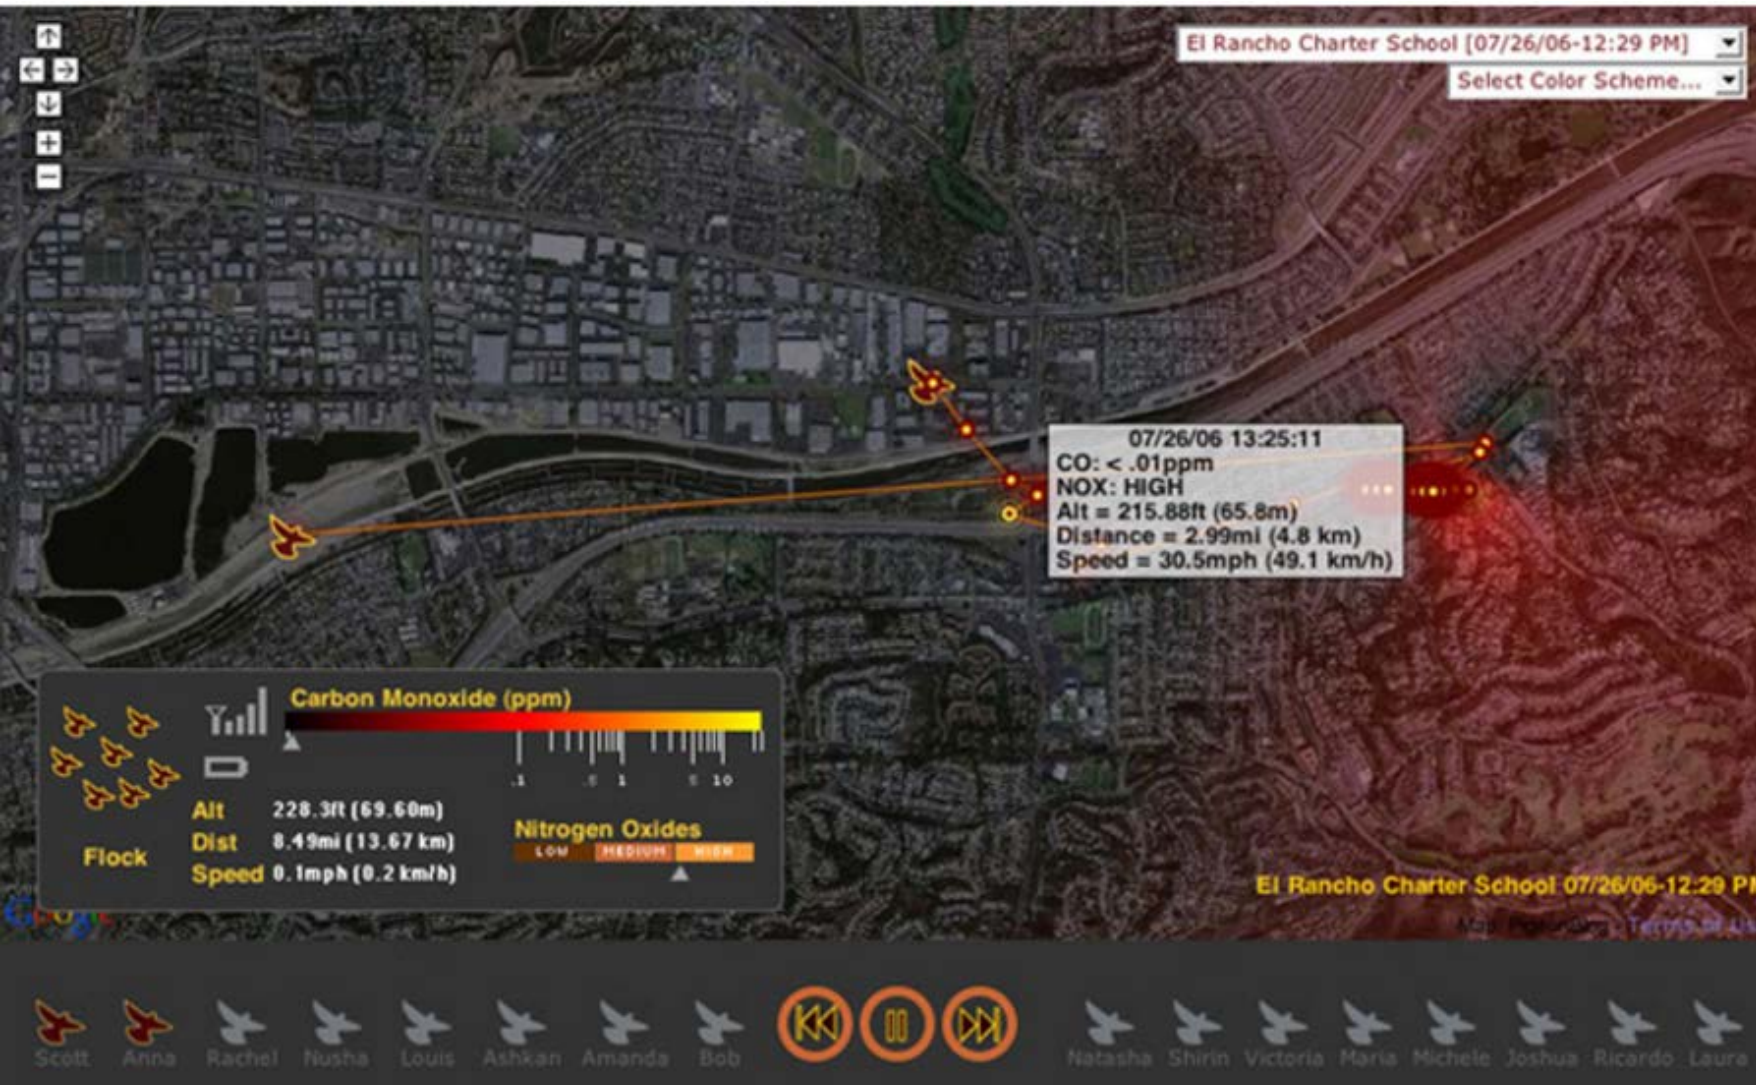 El Rancho Charter School [07/26/06-12:29 PM]
Select Color Scheme...
07/26/06 13:25:11
CO: < .01ppm
NOX: HIGH
Alt = 215.88ft (65.8m)
Distance = 2.99mi (4.8 km)
Speed = 30.5mph (49.1 km/h)
Carbon Monoxide (ppm)
.1 .5 1 5 10
Alt 228.3ft (69.60m)
Dist 8.49mi (13.67 km)
Speed 0.1mph (0.2 km/h)
Flock
Nitrogen Oxides
LOW MEDIUM HIGH
El Rancho Charter School 07/26/06-12:29 P
Google
Map Terms of Us
Scott Anna Rachel Nusha Louis Ashkan Amanda Bob Natasha Shirin Victoria Maria Michele Joshua Ricardo Laura